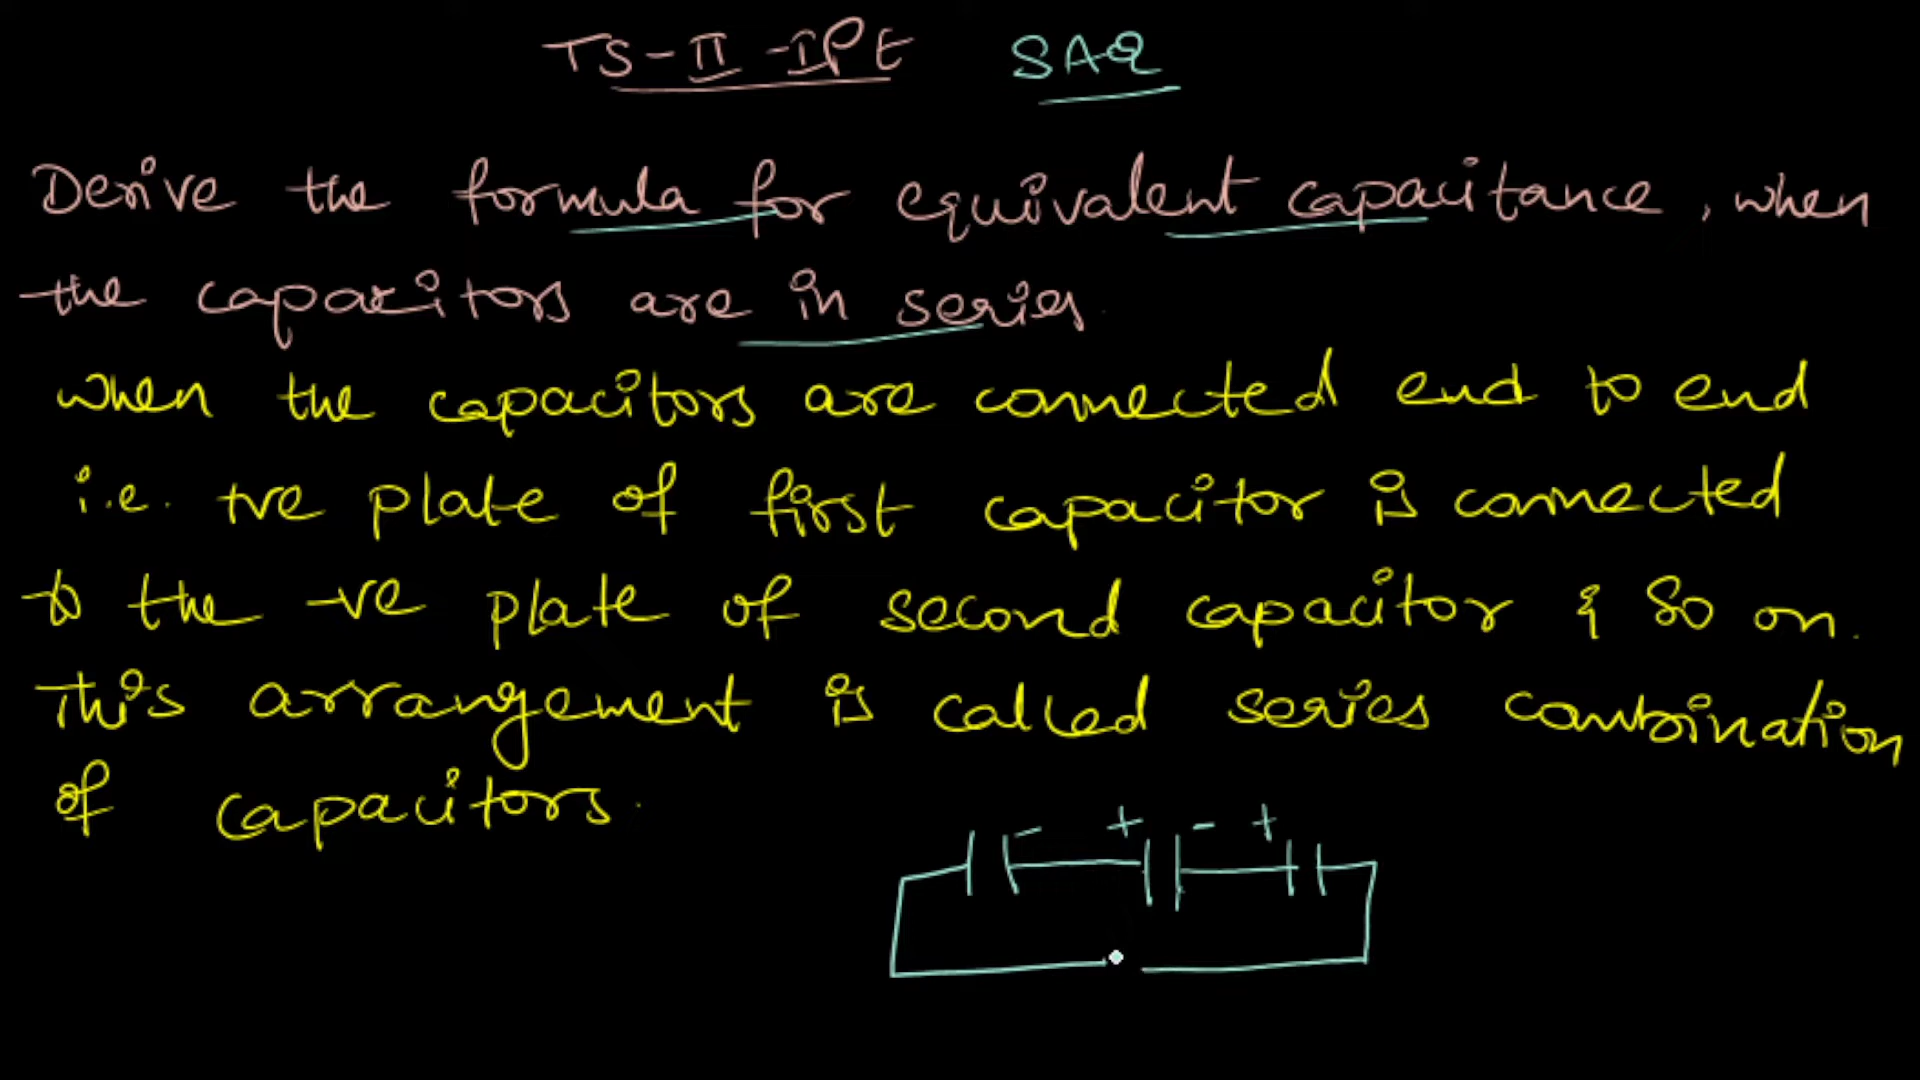 TS-II-IPE SAQ
Derive the formula for equivalent capacitance, when
the capacitors are in series.
when the capacitors are connected end to end
i.e. +ve plate of first capacitor is connected
to the -ve plate of second capacitor & so on.
This arrangement is called series combination
of capacitors.
- + - +